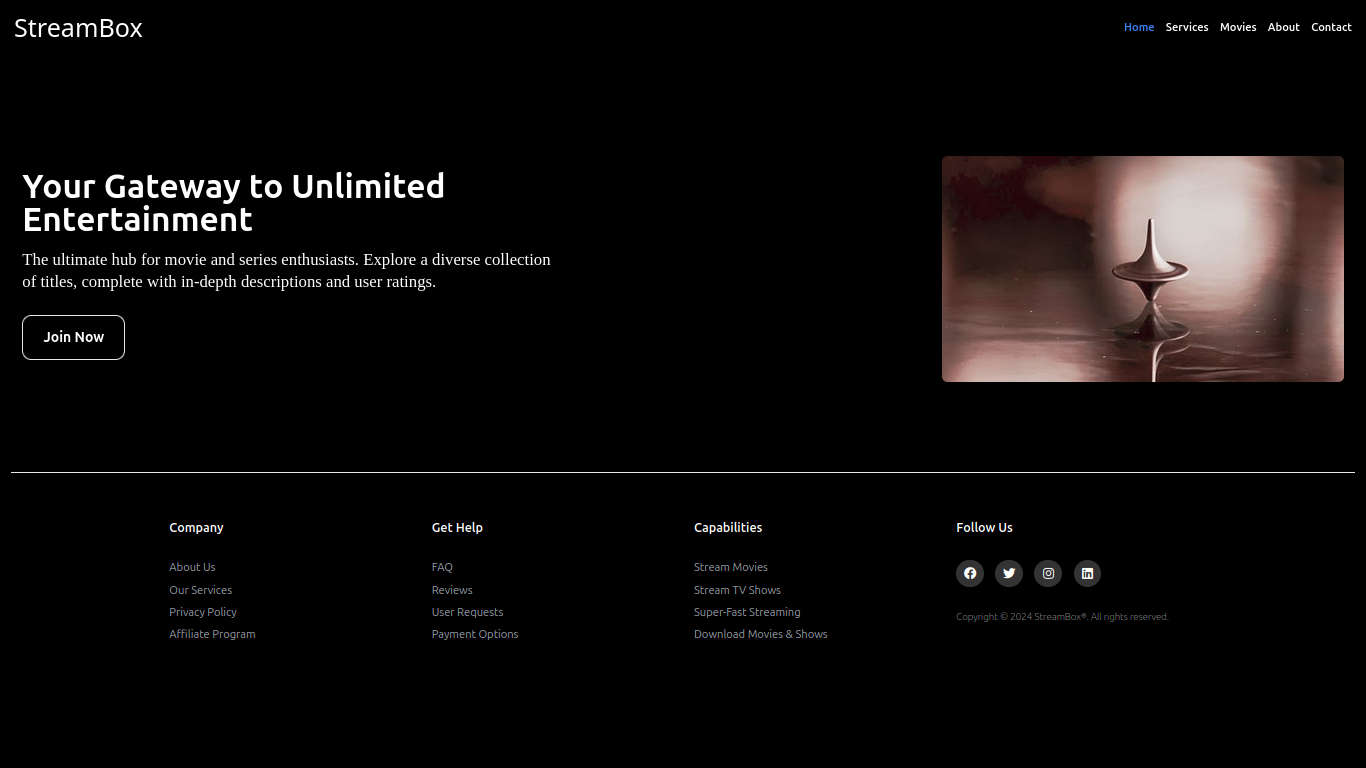 StreamBox
Home Services Movies About Contact
Your Gateway to Unlimited
Entertainment
The ultimate hub for movie and series enthusiasts. Explore a diverse collection
of titles, complete with in-depth descriptions and user ratings.
Join Now
Company
About Us
Our Services
Privacy Policy
Affiliate Program
Get Help
FAQ
Reviews
User Requests
Payment Options
Capabilities
Stream Movies
Stream TV Shows
Super-Fast Streaming
Download Movies & Shows
Follow Us
Copyright © 2024 StreamBox®. All rights reserved.